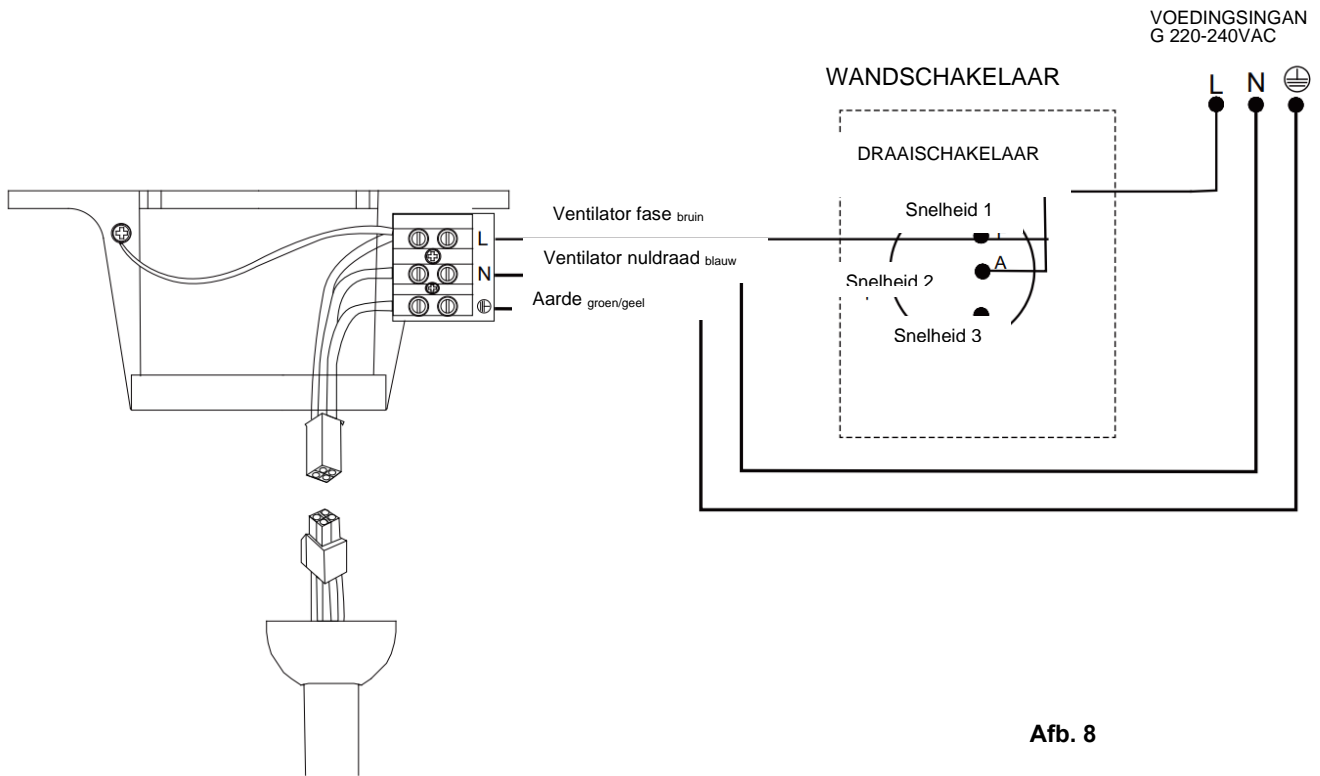 VOEDINGSINGAN
G 220-240VAC
WANDSCHAKELAAR
L N
DRAAISCHAKELAAR
Ventilator fase bruin
Snelheid 1
L
Ventilator nuldraad blauw
A
N
Snelheid 2
Aarde groen/geel
Snelheid 3
Afb. 8